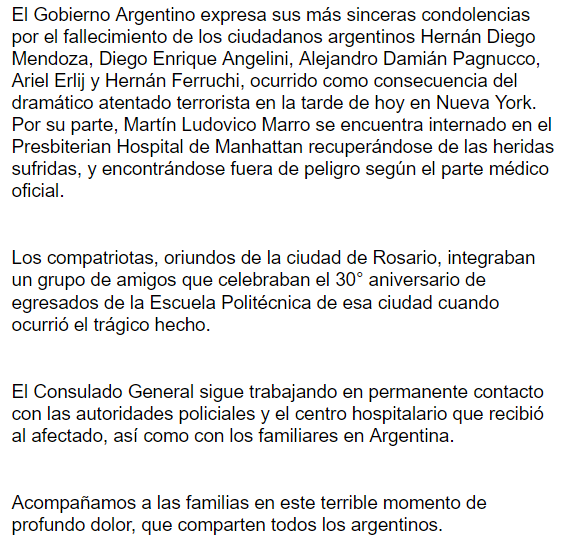 El Gobierno Argentino expresa sus más sinceras condolencias
por el fallecimiento de los ciudadanos argentinos Hernán Diego
Mendoza, Diego Enrique Angelini, Alejandro Damián Pagnucco,
Ariel Erlij y Hernán Ferruchi, ocurrido como consecuencia del
dramático atentado terrorista en la tarde de hoy en Nueva York.
Por su parte, Martín Ludovico Marro se encuentra internado en el
Presbiterian Hospital de Manhattan recuperándose de las heridas
sufridas, y encontrándose fuera de peligro según el parte médico
oficial.
Los compatriotas, oriundos de la ciudad de Rosario, integraban
un grupo de amigos que celebraban el 30° aniversario de
egresados de la Escuela Politécnica de esa ciudad cuando
ocurrió el trágico hecho.
El Consulado General sigue trabajando en permanente contacto
con las autoridades policiales y el centro hospitalario que recibió
al afectado, así como con los familiares en Argentina.
Acompañamos a las familias en este terrible momento de
profundo dolor, que comparten todos los argentinos.